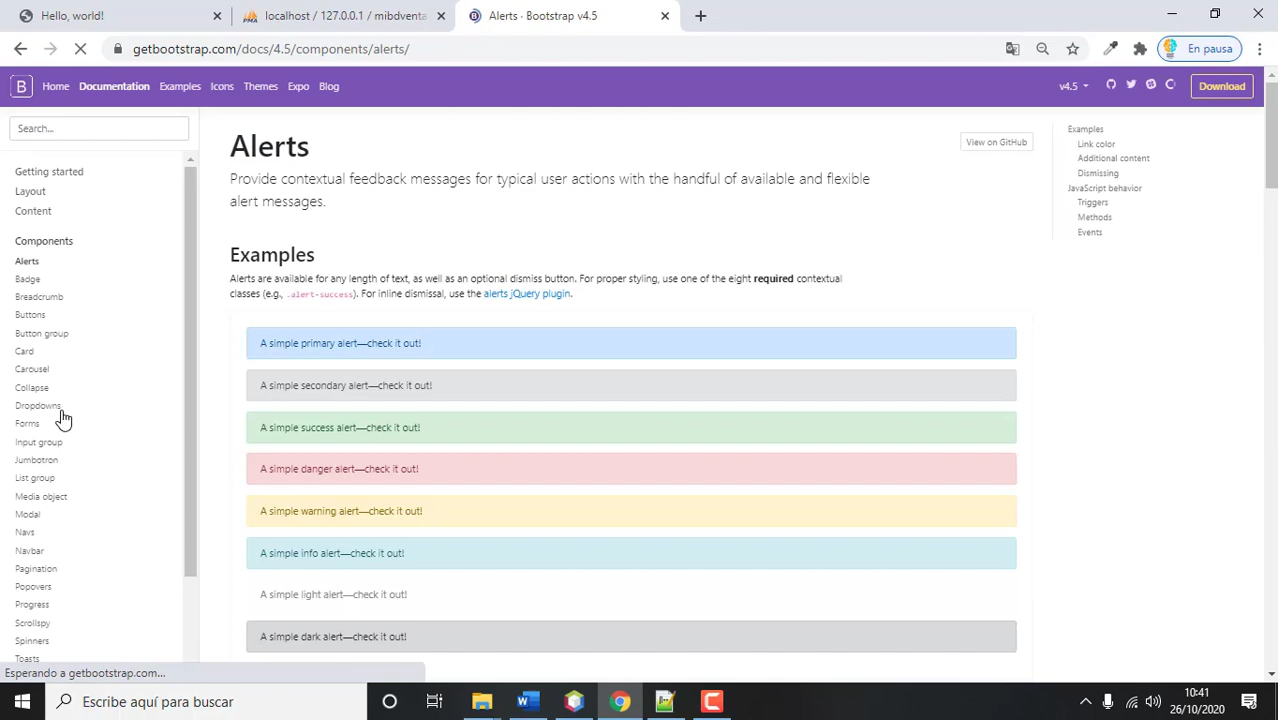 Hello, world!
localhost / 127.0.0.1 / mibdventa
Alerts · Bootstrap v4.5
getbootstrap.com/docs/4.5/components/alerts/
En pausa
B
Home
Documentation
Examples
Icons
Themes
Expo
Blog
v4.5
Download
Search...
Getting started
Layout
Content
Components
Alerts
Badge
Breadcrumb
Buttons
Button group
Card
Carousel
Collapse
Dropdowns
Forms
Input group
Jumbotron
List group
Media object
Modal
Navs
Navbar
Pagination
Popovers
Progress
Scrollspy
Spinners
Toasts
Alerts
View on GitHub
Provide contextual feedback messages for typical user actions with the handful of available and flexible
alert messages.
Examples
Alerts are available for any length of text, as well as an optional dismiss button. For proper styling, use one of the eight required contextual
classes (e.g., .alert-success). For inline dismissal, use the alerts jQuery plugin.
A simple primary alert—check it out!
A simple secondary alert—check it out!
A simple success alert—check it out!
A simple danger alert—check it out!
A simple warning alert—check it out!
A simple info alert—check it out!
A simple light alert—check it out!
A simple dark alert—check it out!
Examples
Link color
Additional content
Dismissing
JavaScript behavior
Triggers
Methods
Events
Esperando a getbootstrap.com...
Escribe aquí para buscar
10:41
26/10/2020